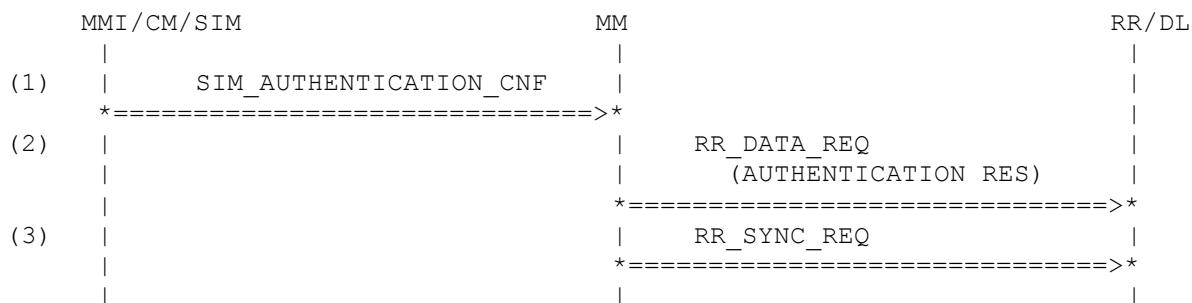 MMI/CM/SIM MM RR/DL
(1) SIM_AUTHENTICATION_CNF
*==============================>*
(2) RR_DATA_REQ
(AUTHENTICATION RES)
*==============================>*
(3) RR_SYNC_REQ
*==============================>*